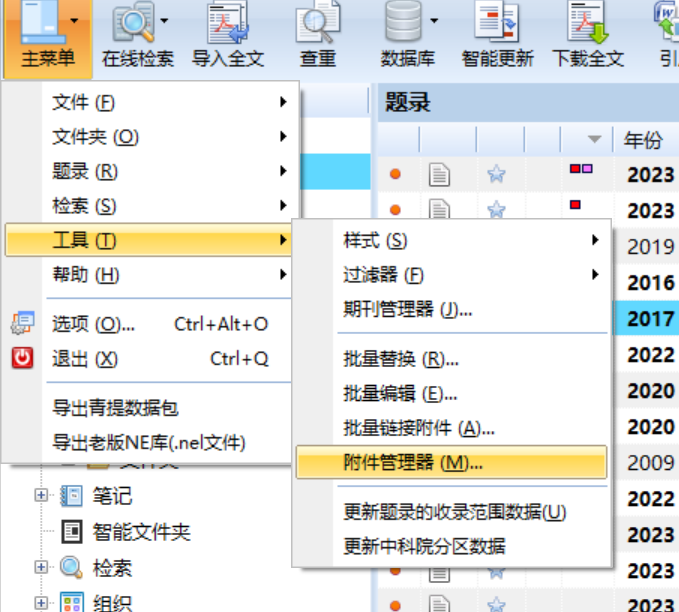 主菜单 在线检索 导入全文 查重 数据库 智能更新 下载全文
题录
年份
文件 (F)
文件夹 (O)
题录 (R)
检索 (S)
工具 (T)
帮助 (H)
选项 (O)... Ctrl+Alt+O
退出 (X) Ctrl+Q
导出青提数据包
导出老版NE库(.nel文件)
样式 (S)
过滤器 (F)
期刊管理器 (J)...
批量替换 (R)...
批量编辑 (E)...
批量链接附件 (A)...
附件管理器 (M)...
更新题录的收录范围数据(U)
更新中科院分区数据
2023
2023
2019
2016
2017
2022
2020
2020
2009
2022
2023
2023
2023
笔记
智能文件夹
检索
组织